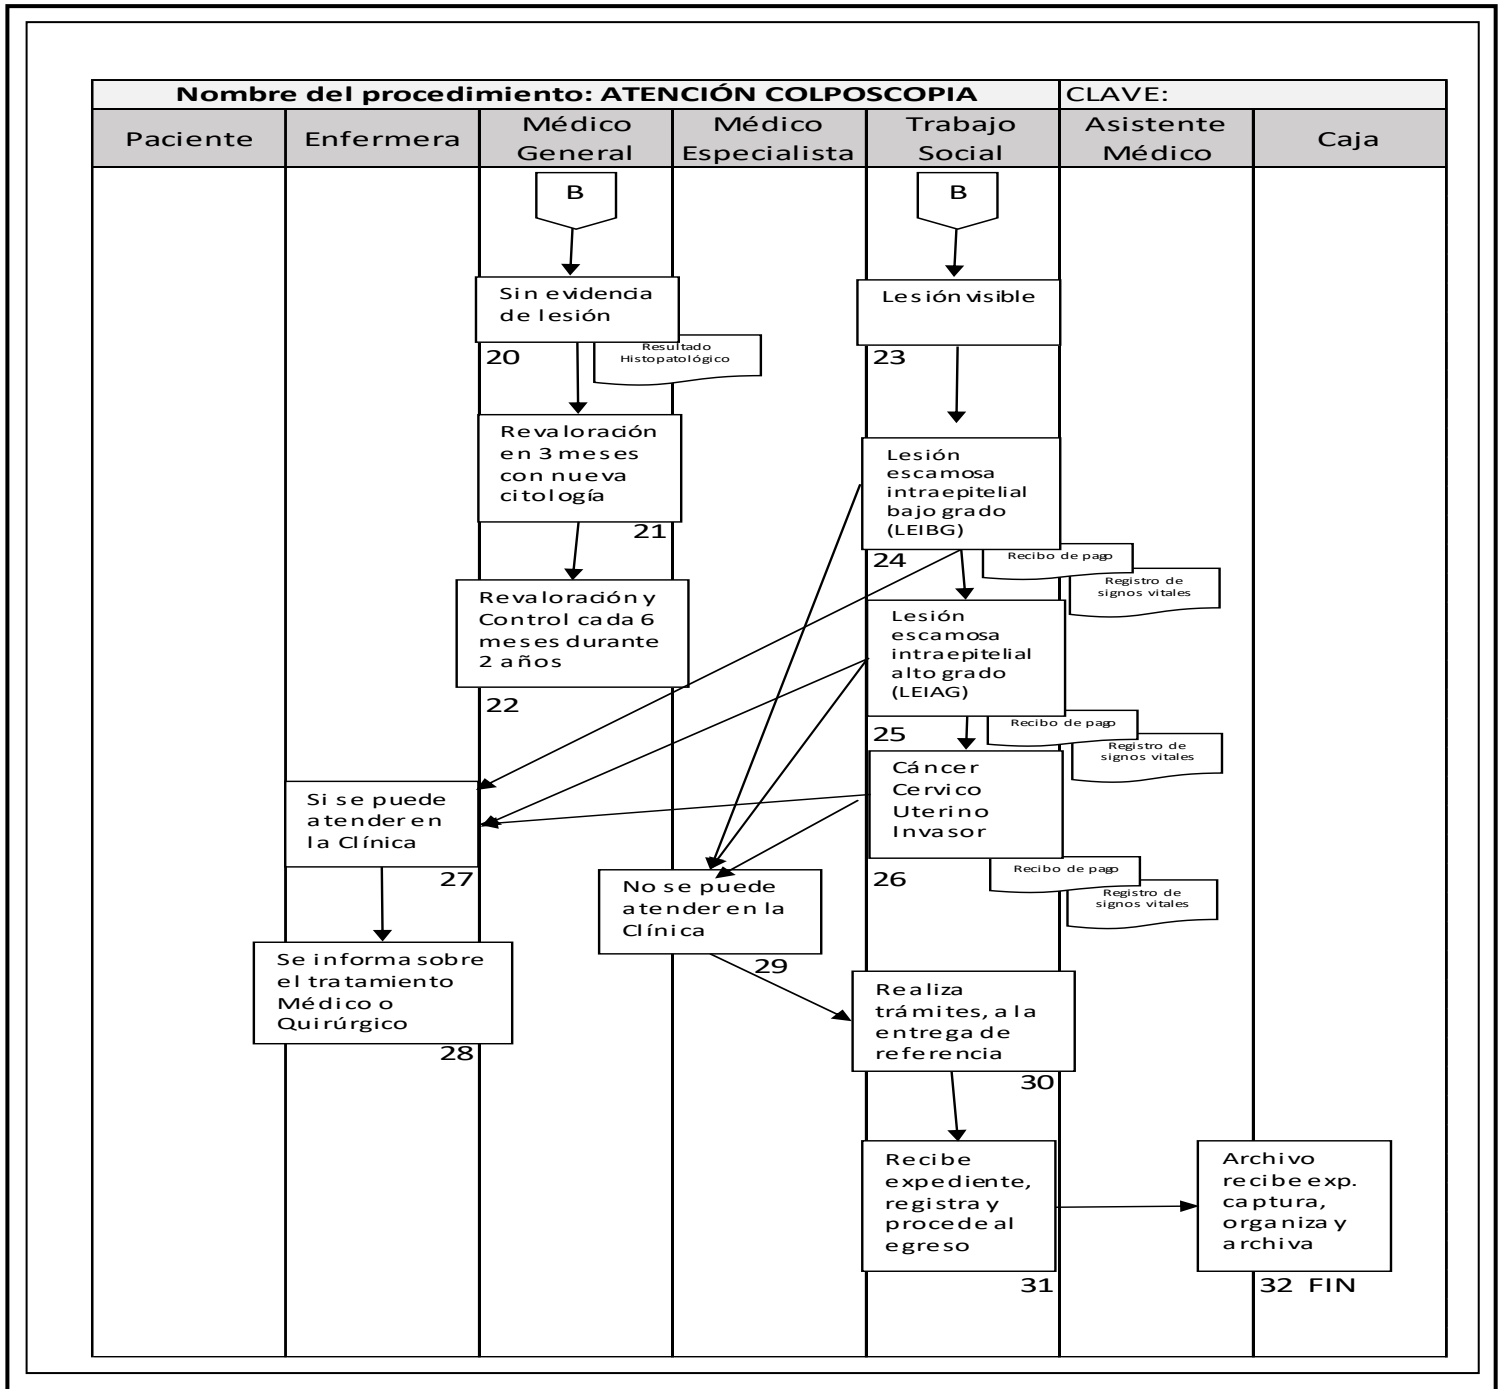 Nombre del procedimiento: ATENCIÓN COLPOSCOPIA
CLAVE:
Paciente
Enfermera
Médico
General
Médico
Especialista
Trabajo
Social
Asistente
Médico
Caja
B
B
Sin evidencia
de lesión
20
Resultado
Histopatológico
Lesión visible
23
Revaloración
en 3 meses
con nueva
citología
21
Lesión
escamosa
intraepitelial
bajo grado
(LEIBG)
24
Recibo de pago
Registro de
signos vitales
Revaloración y
Control cada 6
meses durante
2 años
22
Lesión
escamosa
intraepitelial
alto grado
(LEIAG)
25
Recibo de pago
Registro de
signos vitales
Cáncer
Cervico
Uterino
Invasor
26
Recibo de pago
Registro de
signos vitales
Si se puede
atender en
la Clínica
27
No se puede
atender en la
Clínica
29
Se informa sobre
el tratamiento
Médico o
Quirúrgico
28
Realiza
trámites, a la
entrega de
referencia
30
Recibe
expediente,
registra y
procede al
egreso
31
Archivo
recibe exp.
captura,
organiza y
archiva
32 FIN